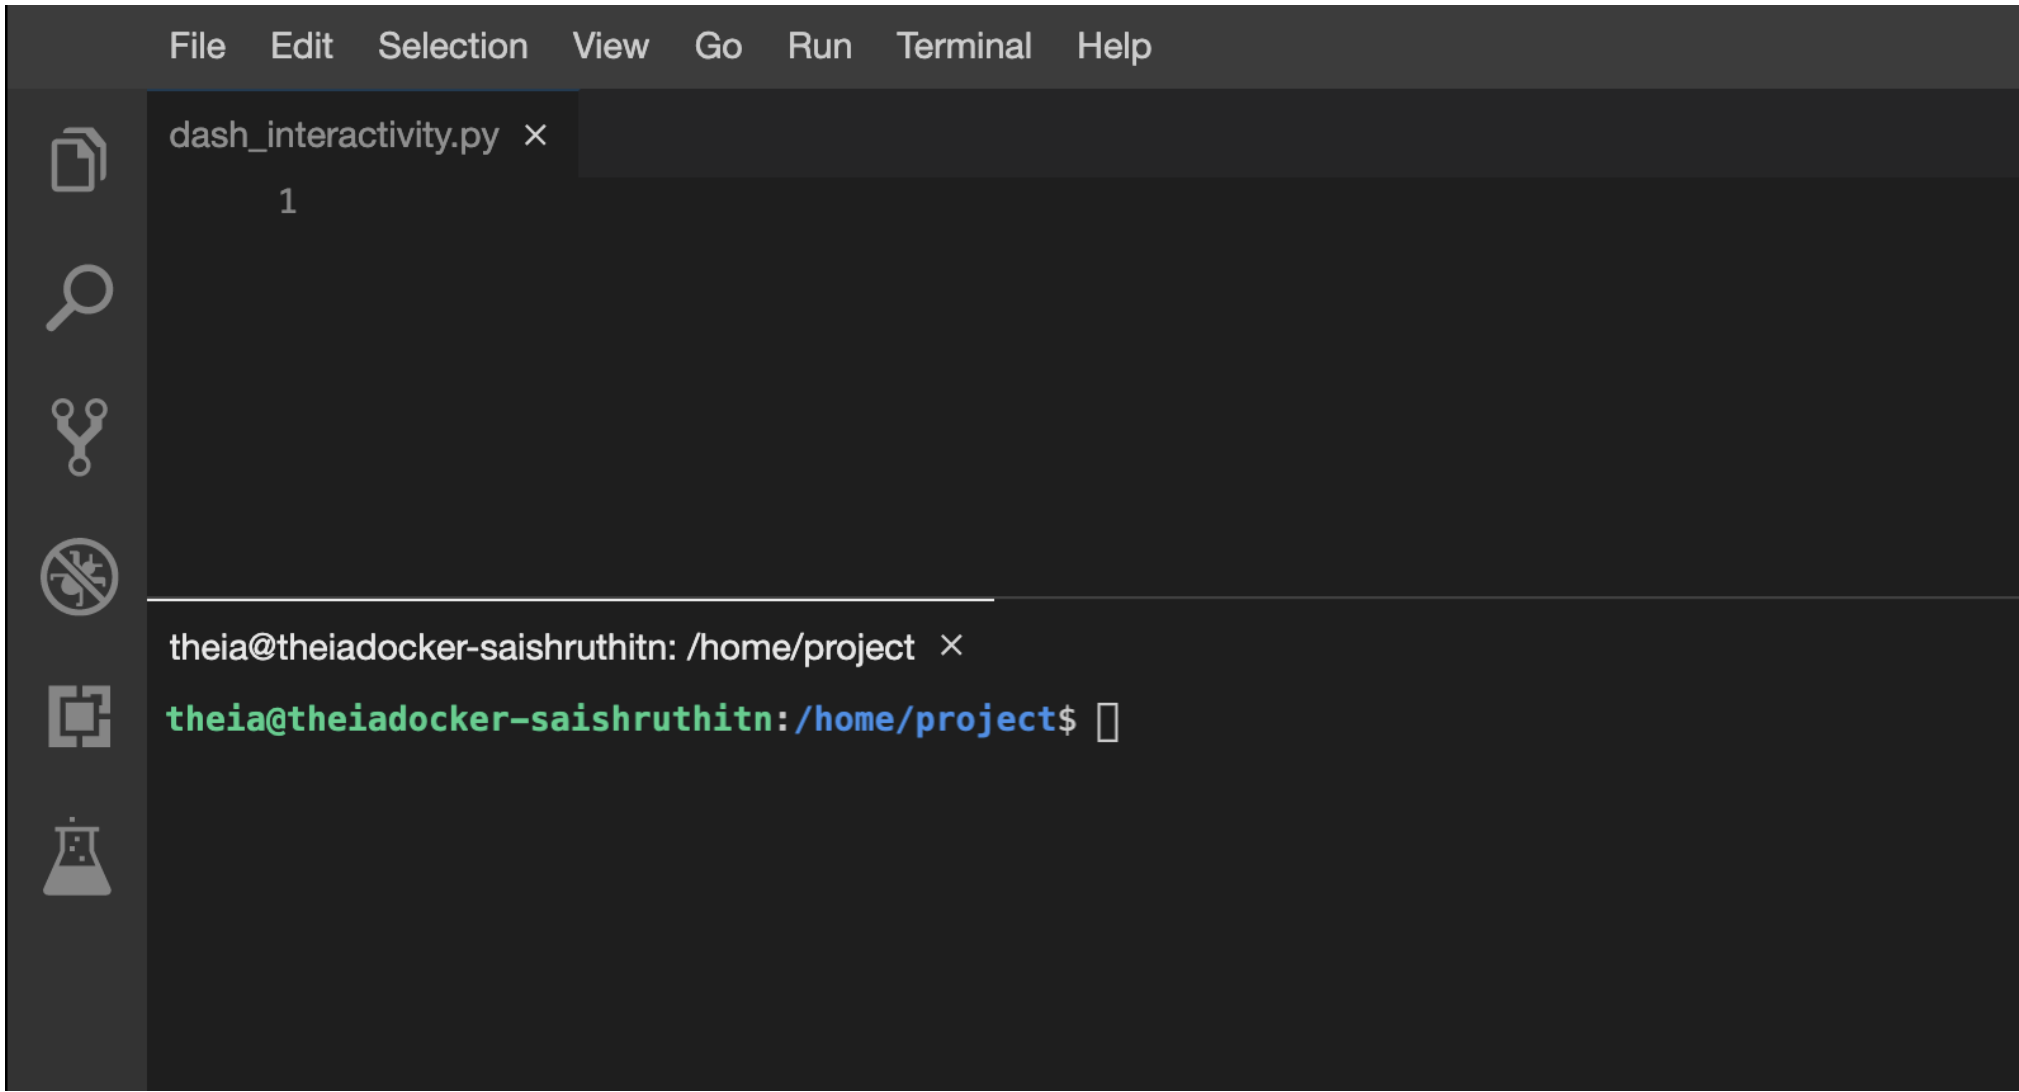 File Edit Selection View Go Run Terminal Help
dash_interactivity.py ×
1
theia@theiadocker-saishruthitn: /home/project ×
theia@theiadocker-saishruthitn:/home/project$